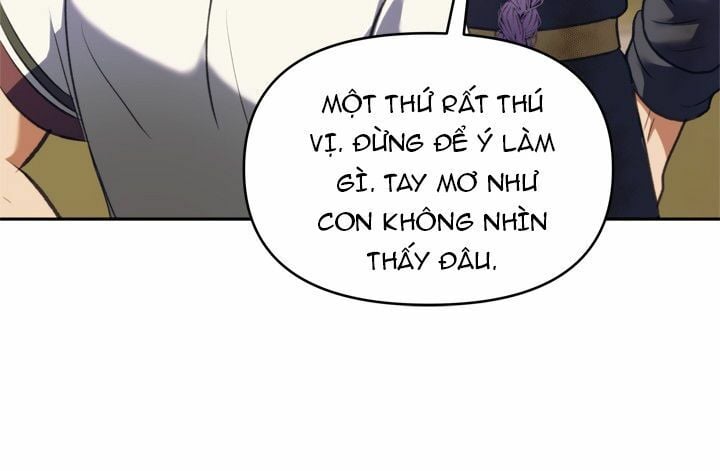 MỘT THỨ RẤT THÚ
VỊ. ĐỪNG ĐỂ Ý LÀM
GÌ. TAY MƠ NHƯ
CON KHÔNG NHÌN
THẤY ĐÂU.